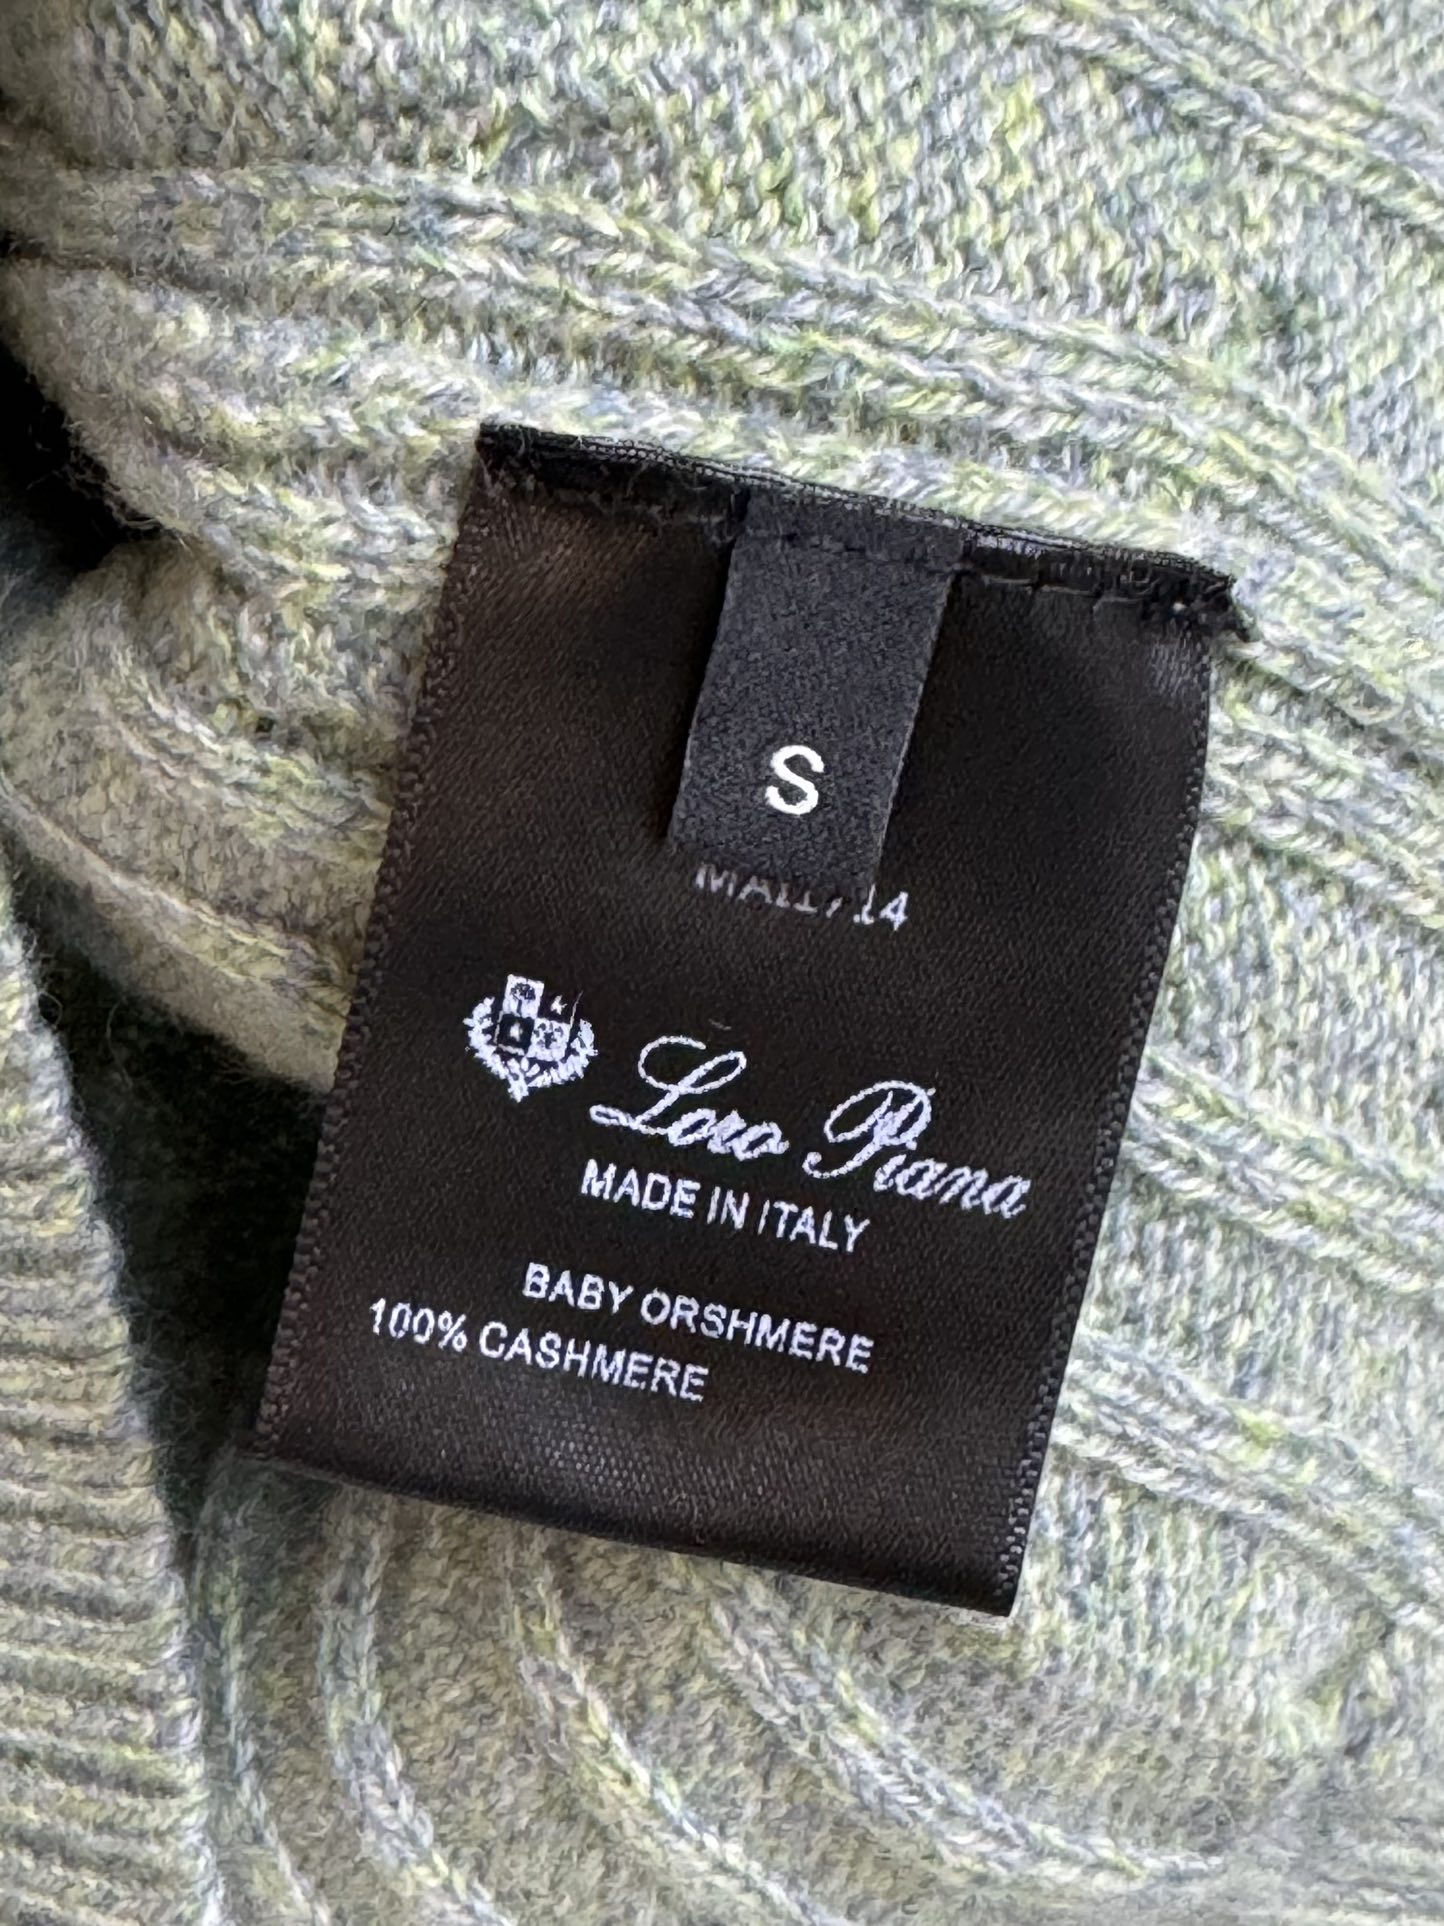 S
Loro Piana
MADE IN ITALY
BABY ORSHMERE
100% CASHMERE